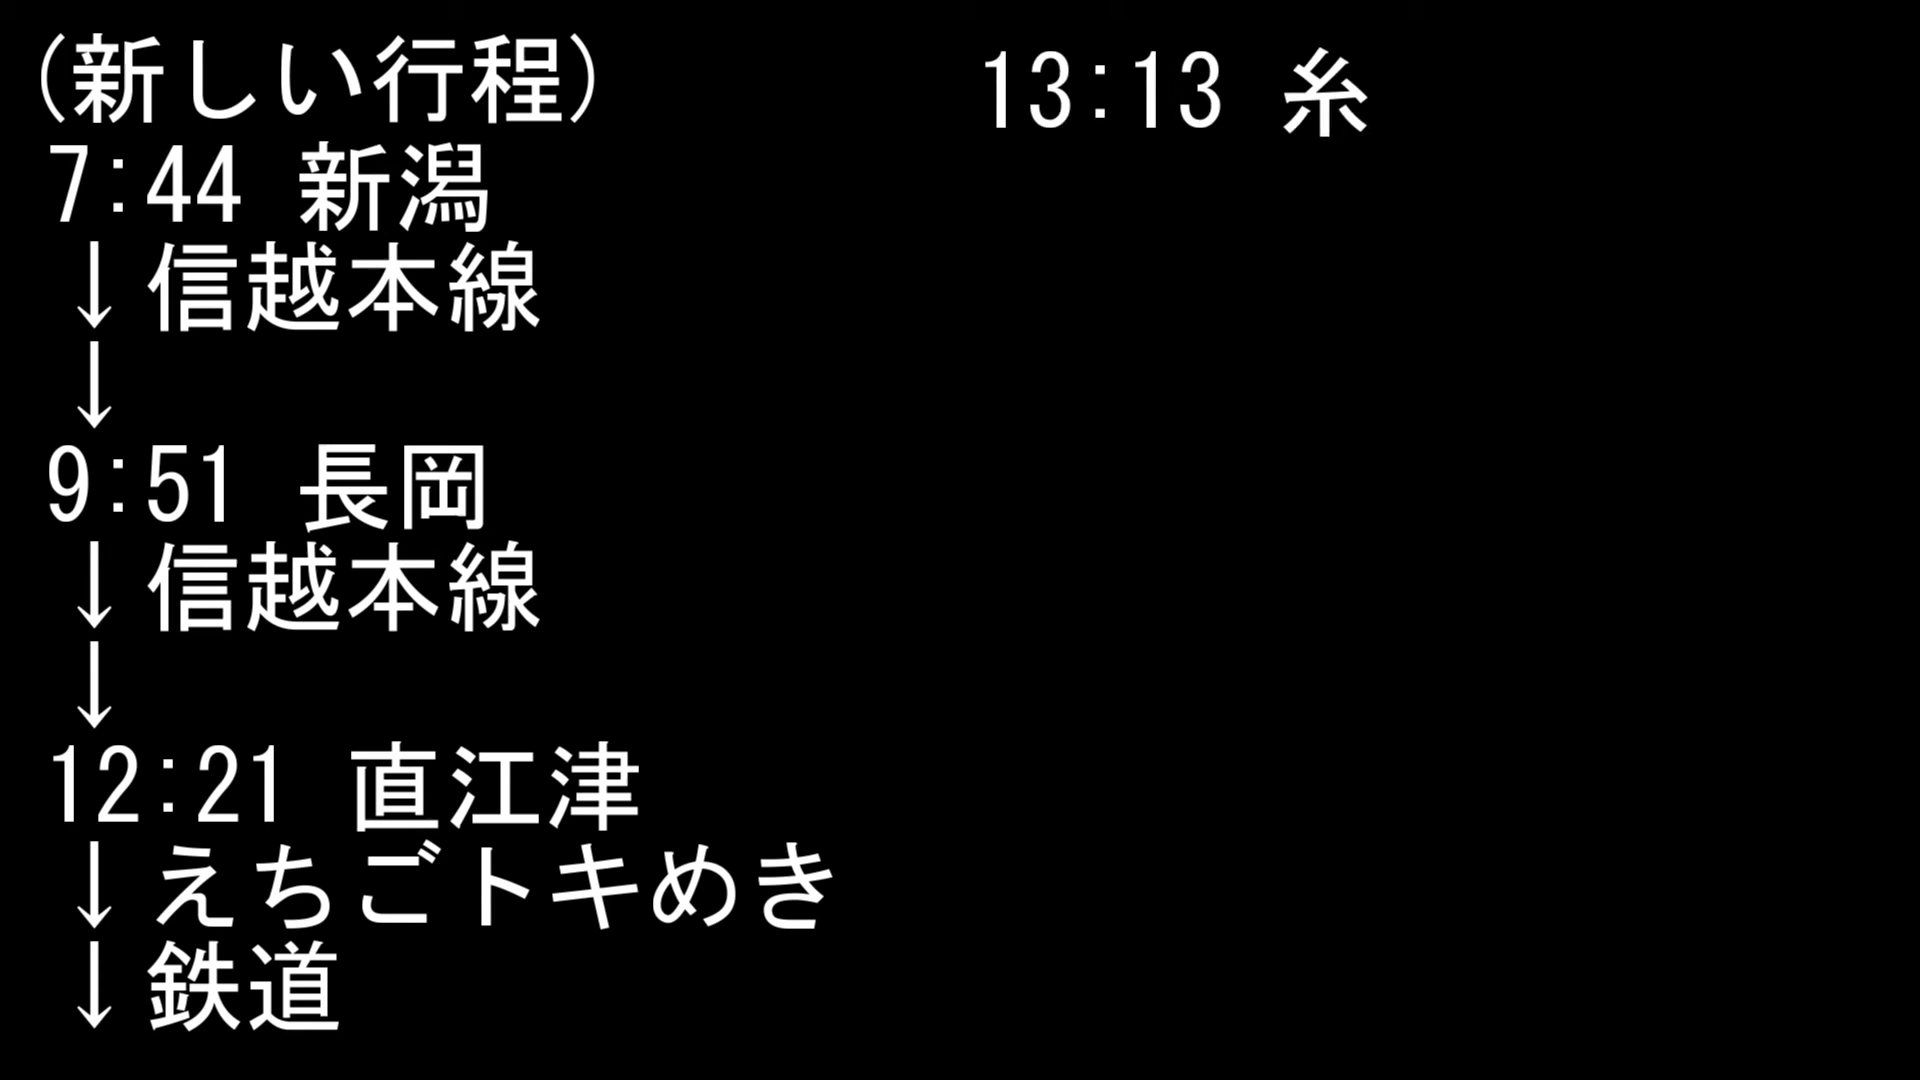 (新しい行程)
7:44 新潟
↓信越本線
↓
9:51 長岡
↓信越本線
↓
12:21 直江津
↓えちごトキめき
↓鉄道
13:13 糸